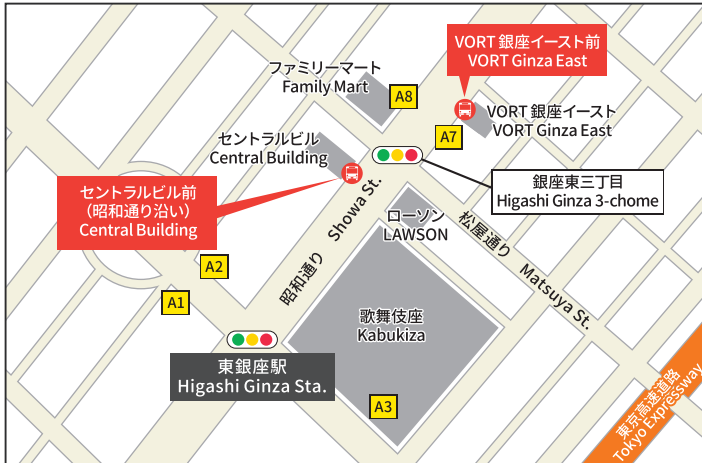 VORT 銀座イースト前
VORT Ginza East
ファミリーマート
Family Mart
A8
VORT 銀座イースト
VORT Ginza East
A7
セントラルビル
Central Building
銀座東三丁目
Higashi Ginza 3-chome
セントラルビル前
（昭和通り沿い）
Central Building
昭和通り Showa St.
ローソン
LAWSON
松屋通り Matsuya St.
A2
A1
歌舞伎座
Kabukiza
東銀座駅
Higashi Ginza Sta.
A3
東京高速道路
Tokyo Expressway